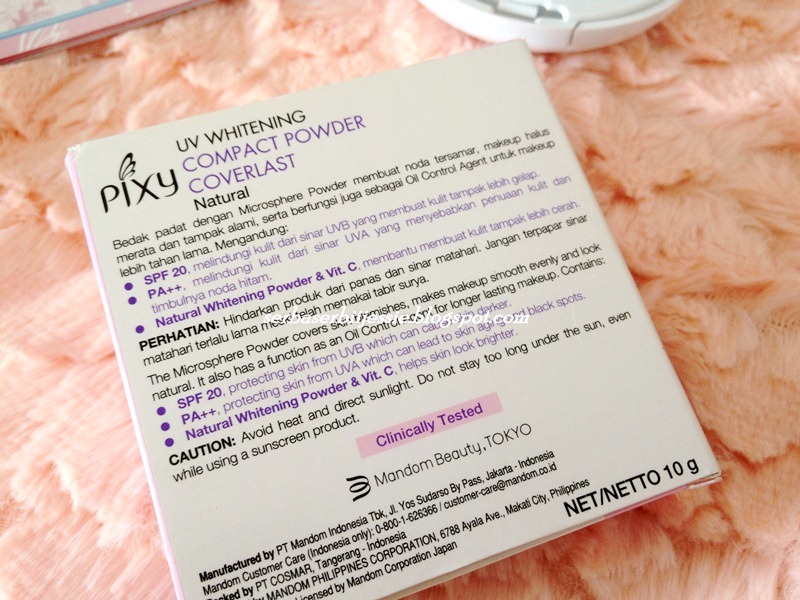 UV WHITENING
COMPACT POWDER
COVERLAST
pixy
Natural
Bedak padat dengan Microsphere Powder membuat noda tersamar, makeup halus
merata dan tampak alami, serta berfungsi juga sebagai Oil Control Agent untuk makeup
lebih tahan lama. Mengandung:
SPF 20, melindungi kulit dari sinar UVB yang membuat kulit tampak lebih gelap.
PA++, melindungi kulit dari sinar UVA yang menyebabkan penuaan kulit dan
timbulnya noda hitam.
Natural Whitening Powder & Vit. C, membantu membuat kulit tampak lebih cerah.
PERHATIAN: Hindarkan produk dari panas dan sinar matahari. Jangan terpapar sinar
matahari terlalu lama meskipun memakai tabir surya.
serbaserbijessie.blogspot.com
The Microsphere Powder covers skin makes makeup smooth evenly and look
natural. It also has a function as an Oil Control Agent for longer lasting makeup. Contains:
SPF 20, protecting skin from UVB which can cause skin darker.
PA++, protecting skin from UVA which can lead to skin aging and black spots.
Natural Whitening Powder & Vit. C, helps skin look brighter.
CAUTION: Avoid heat and direct sunlight. Do not stay too long under the sun, even
while using a sunscreen product.
Clinically Tested
Mandom Beauty, TOKYO
Manufactured by PT Mandom Indonesia Tbk, Jl. Yos Sudarso By Pass, Jakarta - Indonesia
Mandom Customer Care (Indonesia only): 0-800-1-626366 / customer-care@mandom.co.id
Packed by PT COSMAR, Tangerang - Indonesia
by MANDOM PHILIPPINES CORPORATION, 6788 Ayala Ave., Makati City, Philippines
Licensed by Mandom Corporation Japan
NET/NETTO 10 g